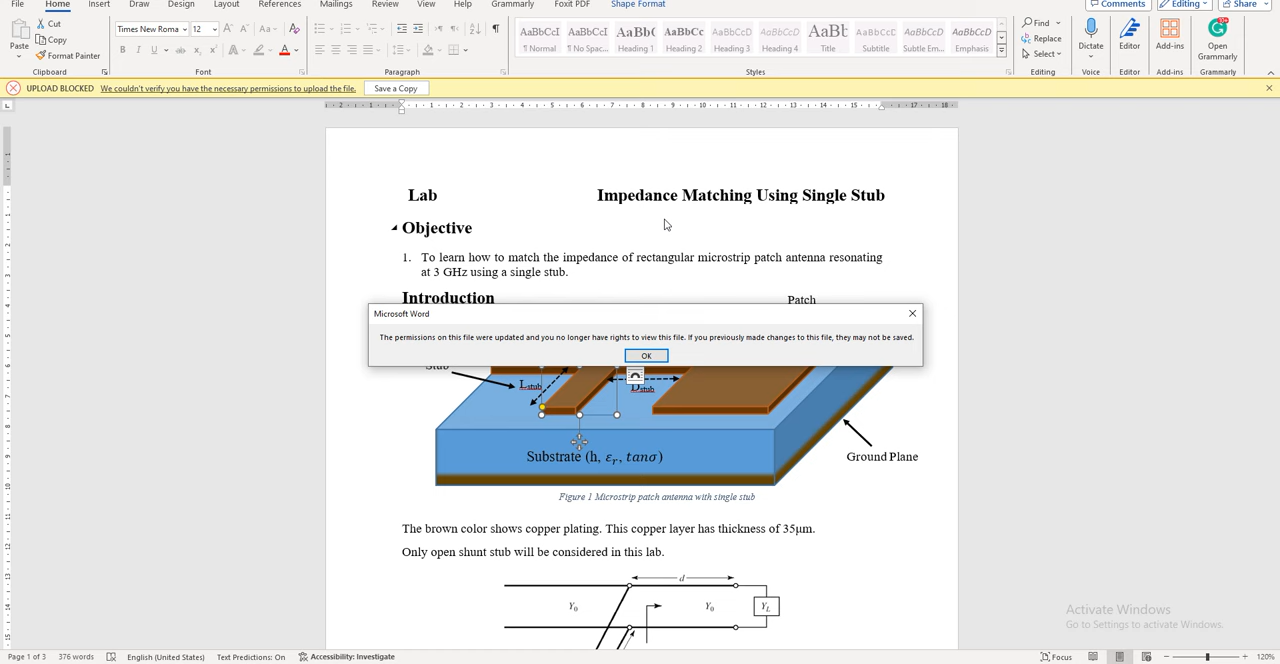 File Home Insert Draw Design Layout References Mailings Review View Help Grammarly Foxit PDF Shape Format Comments Editing Share
Paste
Cut
Copy
Format Painter
Clipboard
Times New Roma 12
Aa
B I U
Font
Paragraph
AaBbCcI AaBbCcI AaBbC AaBbCc AaBbCcD AaBbCcD AaBb AaBbCcD AaBbCcD AaBbCcD
¶ Normal ¶ No Spac... Heading 1 Heading 2 Heading 3 Heading 4 Title Subtitle Subtle Em... Emphasis
Styles
Find
Replace
Select
Editing
Dictate
Voice
Editor
Editor
Add-ins
Add-ins
Open
Grammarly
Grammarly
UPLOAD BLOCKED We couldn't verify you have the necessary permissions to upload the file. Save a Copy
Lab Impedance Matching Using Single Stub
Objective
1. To learn how to match the impedance of rectangular microstrip patch antenna resonating
at 3 GHz using a single stub.
Introduction
Patch
Microsoft Word
The permissions on this file were updated and you no longer have rights to view this file. If you previously made changes to this file, they may not be saved.
OK
Stub
Lstub
Dstub
Substrate (h, εr, tanσ)
Ground Plane
Figure 1 Microstrip patch antenna with single stub
The brown color shows copper plating. This copper layer has thickness of 35μm.
Only open shunt stub will be considered in this lab.
d
Y0 Y0 YL
Activate Windows
Go to Settings to activate Windows.
Page 1 of 3 376 words English (United States) Text Predictions: On Accessibility: Investigate Focus 120%